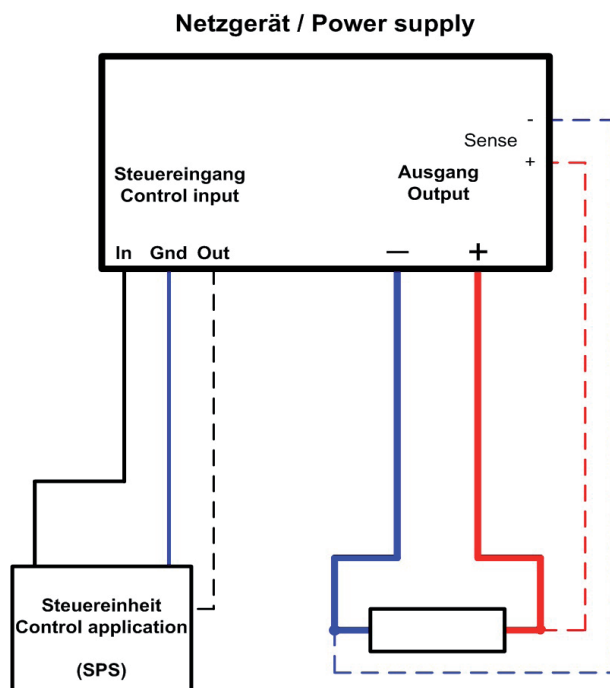 Netzgerät / Power supply
-
Sense
+
Steuereingang
Control input
Ausgang
Output
In Gnd Out
— +
Steuereinheit
Control application
(SPS)